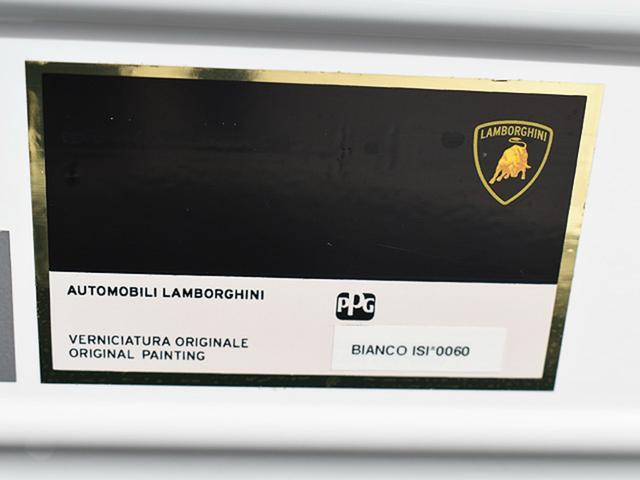 LAMBORGHINI
AUTOMOBILI LAMBORGHINI
PPG
VERNICIATURA ORIGINALE
ORIGINAL PAINTING
BIANCO ISI*0060